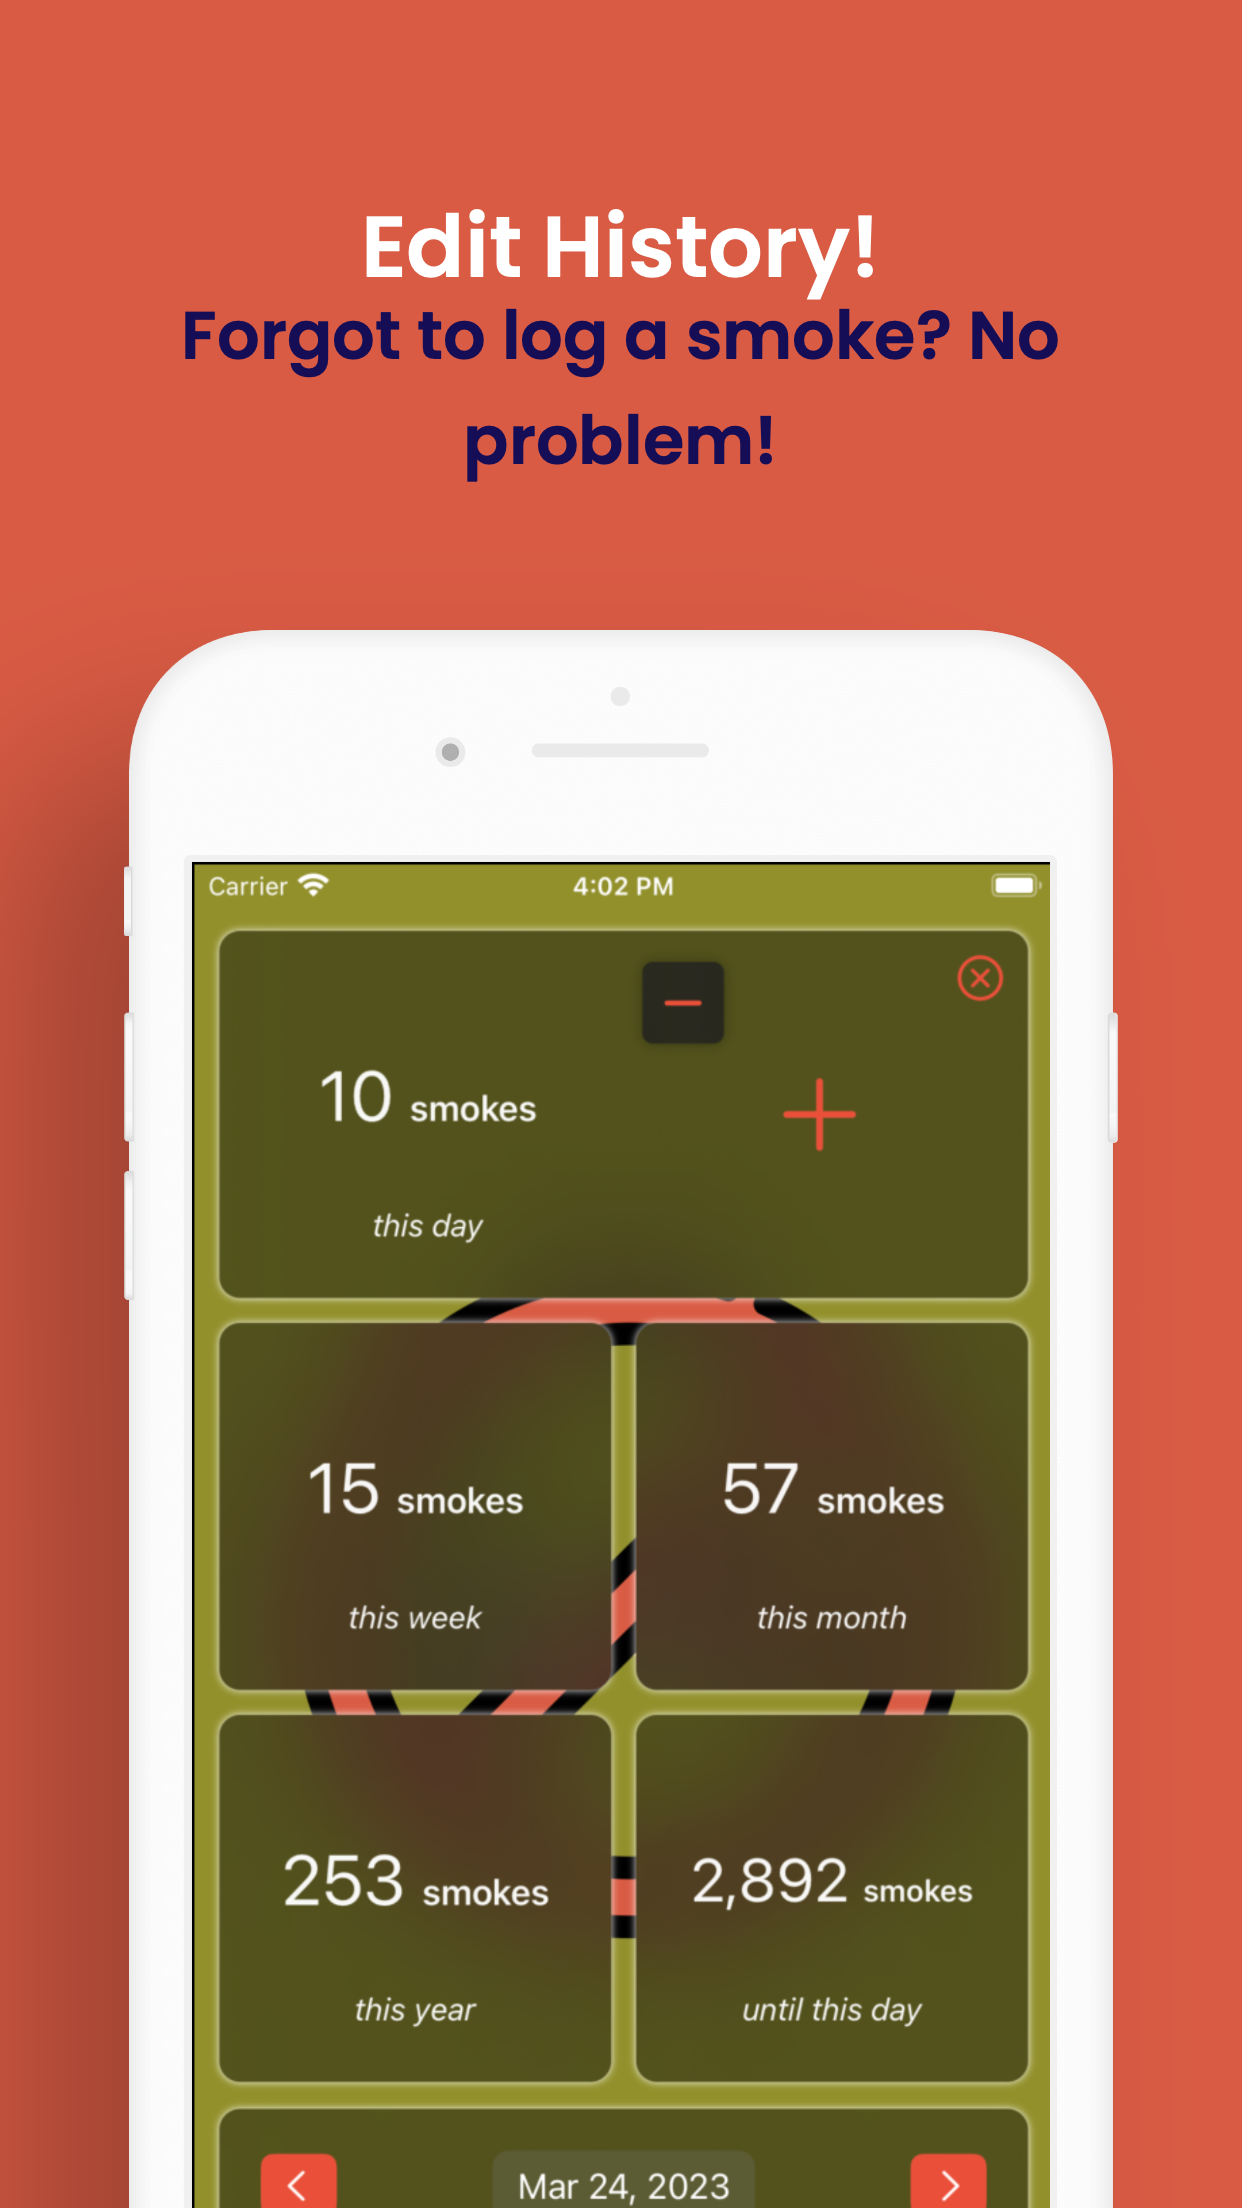 Edit History!
Forgot to log a smoke? No
problem!
Carrier 4:02 PM
10 smokes
this day
15 smokes
57 smokes
this week
this month
253 smokes
2,892 smokes
this year
until this day
Mar 24, 2023